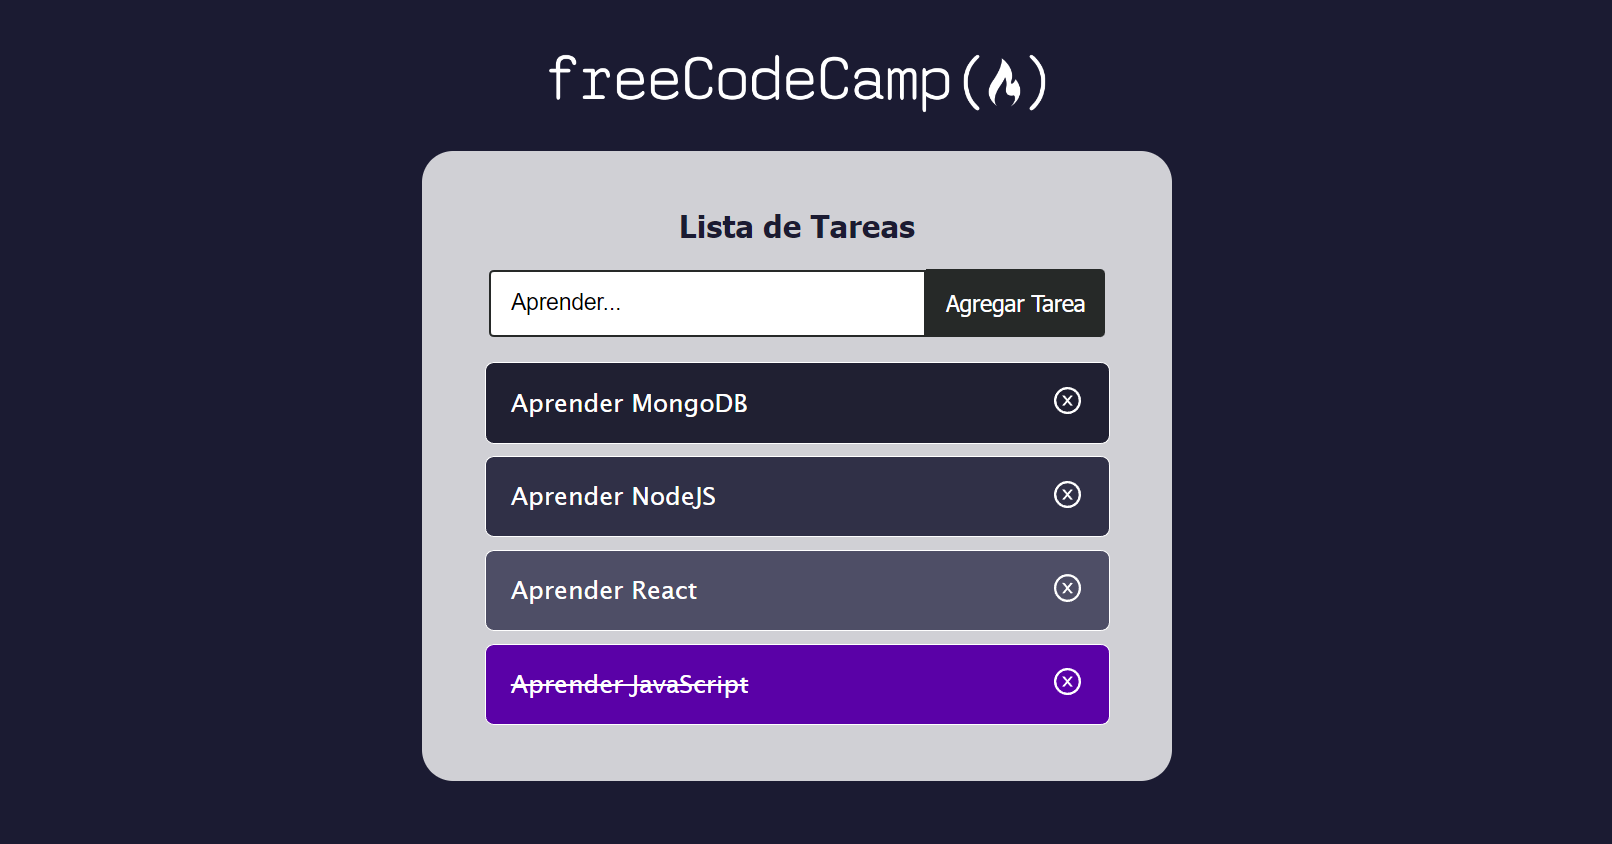 freeCodeCamp(🔥)
Lista de Tareas
Aprender...
Agregar Tarea
Aprender MongoDB
Aprender NodeJS
Aprender React
Aprender JavaScript